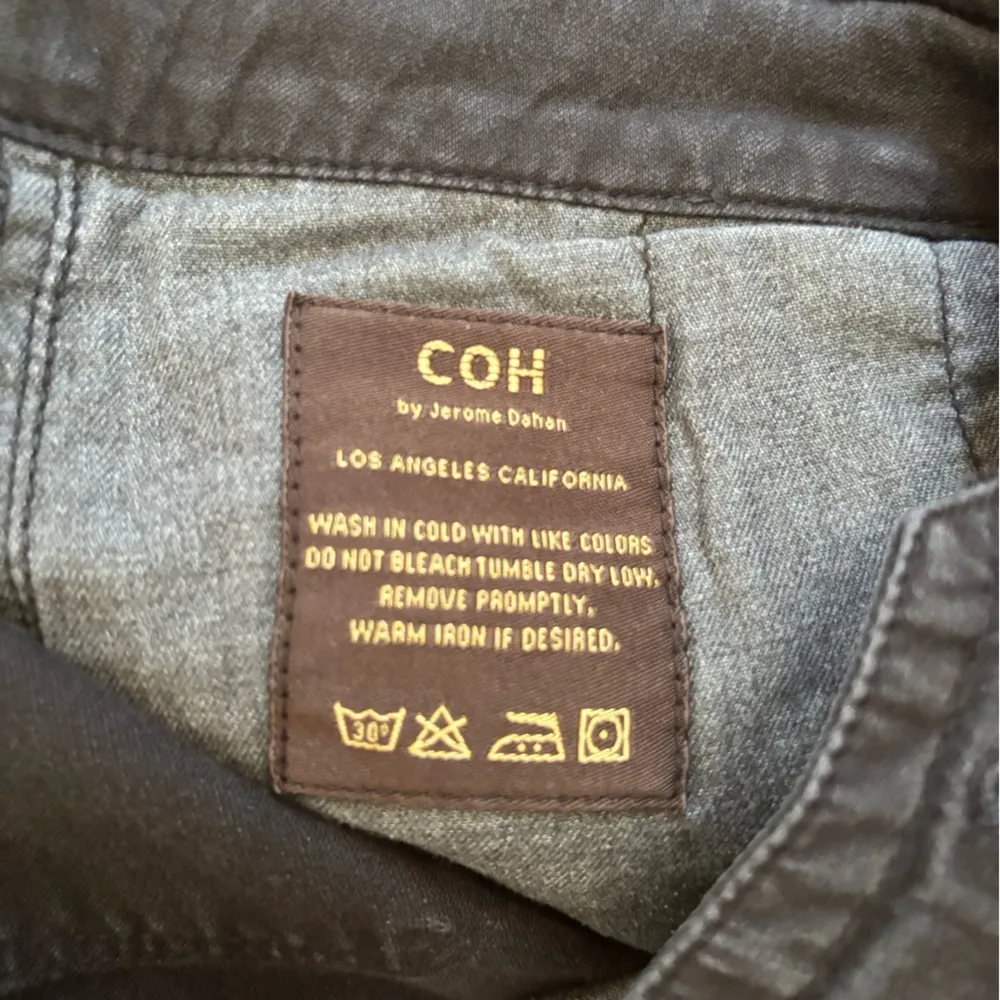 COH
by Jerome Dahan
LOS ANGELES CALIFORNIA
WASH IN COLD WITH LIKE COLORS
DO NOT BLEACH TUMBLE DRY LOW.
REMOVE PROMPTLY.
WARM IRON IF DESIRED.
30°